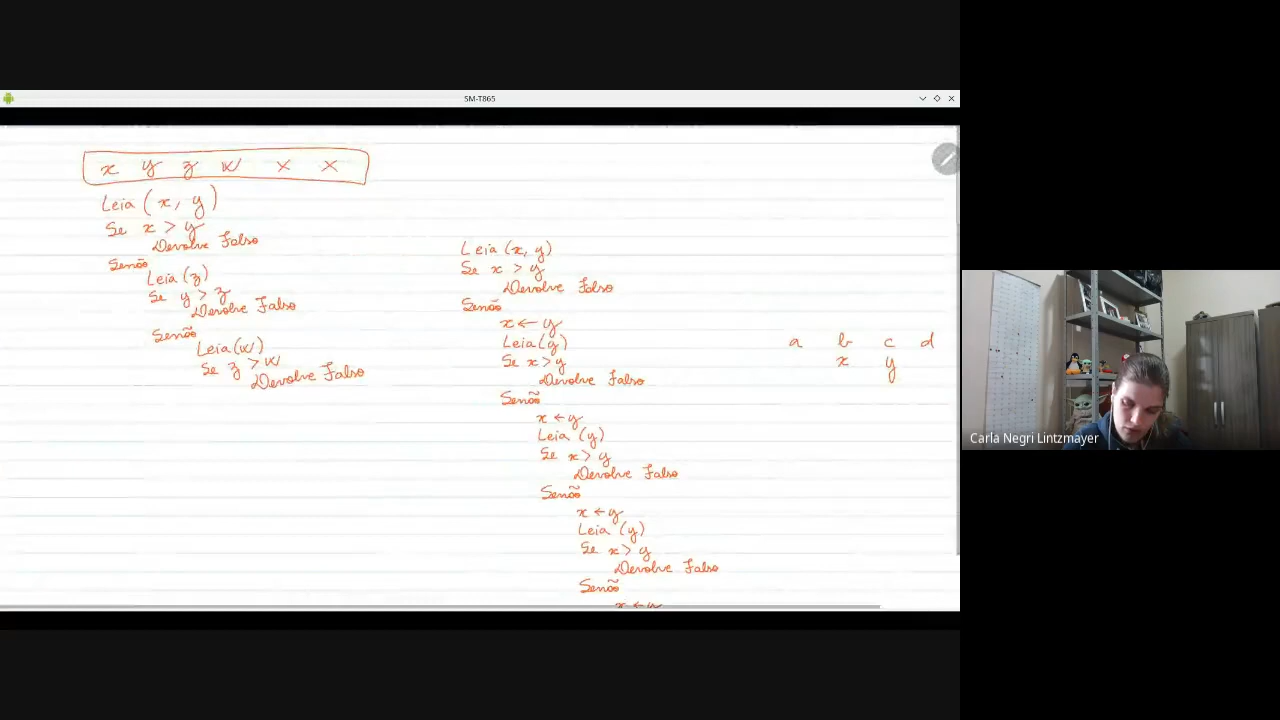 SM-T865
x y z w x x
Leia (x, y)
Se x > y
Devolve Falso
Senão
Leia (z)
Se y > z
Devolve Falso
Senão
Leia (w)
Se z > w
Devolve Falso
Leia (x, y)
Se x > y
Devolve Falso
Senão
x ← y
Leia (y)
Se x > y
Devolve Falso
Senão
x ← y
Leia (y)
Se x > y
Devolve Falso
Senão
x ← y
Leia (y)
Se x > y
Devolve Falso
Senão
x ← y
a b c d
x y
Carla Negri Lintzmayer